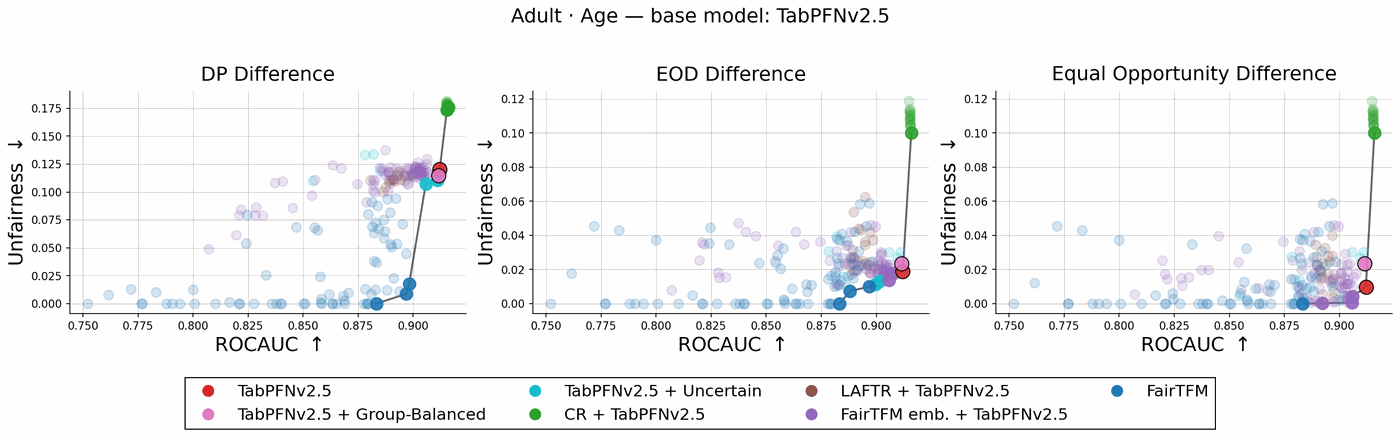 Adult · Age — base model: TabPFNv2.5
DP Difference
Unfairness ↓
0.175
0.150
0.125
0.100
0.075
0.050
0.025
0.000
0.750 0.775 0.800 0.825 0.850 0.875 0.900
ROCAUC ↑
EOD Difference
Unfairness ↓
0.12
0.10
0.08
0.06
0.04
0.02
0.00
0.750 0.775 0.800 0.825 0.850 0.875 0.900
ROCAUC ↑
Equal Opportunity Difference
Unfairness ↓
0.12
0.10
0.08
0.06
0.04
0.02
0.00
0.750 0.775 0.800 0.825 0.850 0.875 0.900
ROCAUC ↑
TabPFNv2.5 TabPFNv2.5 + Uncertain LAFTR + TabPFNv2.5 FairTFM
TabPFNv2.5 + Group-Balanced CR + TabPFNv2.5 FairTFM emb. + TabPFNv2.5